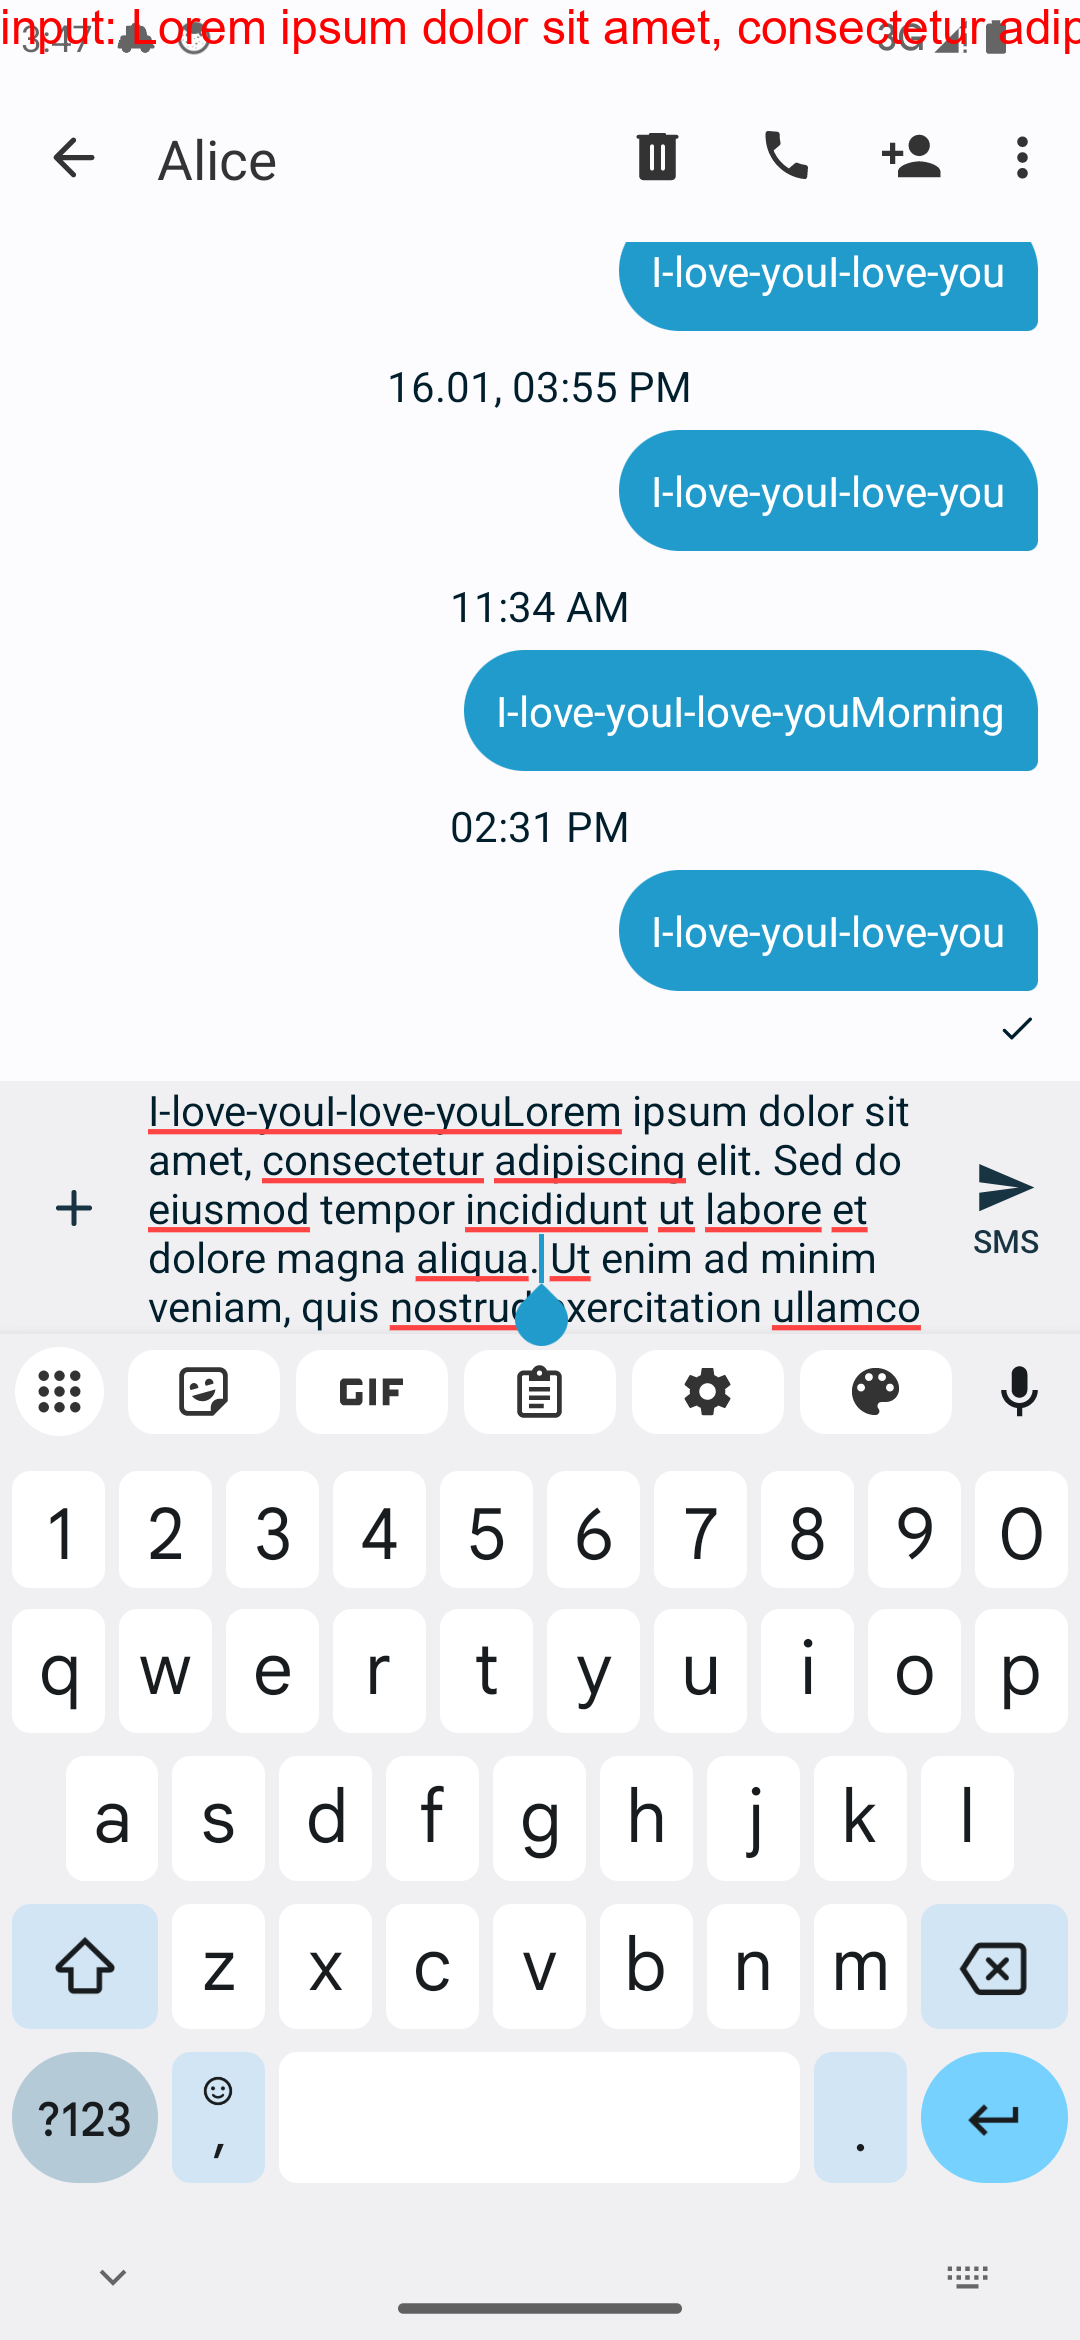 input: Lorem ipsum dolor sit amet, consectetur adip
3:47 3G
Alice
I-love-youI-love-you
16.01, 03:55 PM
I-love-youI-love-you
11:34 AM
I-love-youI-love-youMorning
02:31 PM
I-love-youI-love-you
I-love-youI-love-youLorem ipsum dolor sit
amet, consectetur adipiscing elit. Sed do
eiusmod tempor incididunt ut labore et
dolore magna aliqua. Ut enim ad minim
veniam, quis nostrud exercitation ullamco
SMS
GIF
1 2 3 4 5 6 7 8 9 0
q w e r t y u i o p
a s d f g h j k l
z x c v b n m
?123 , .